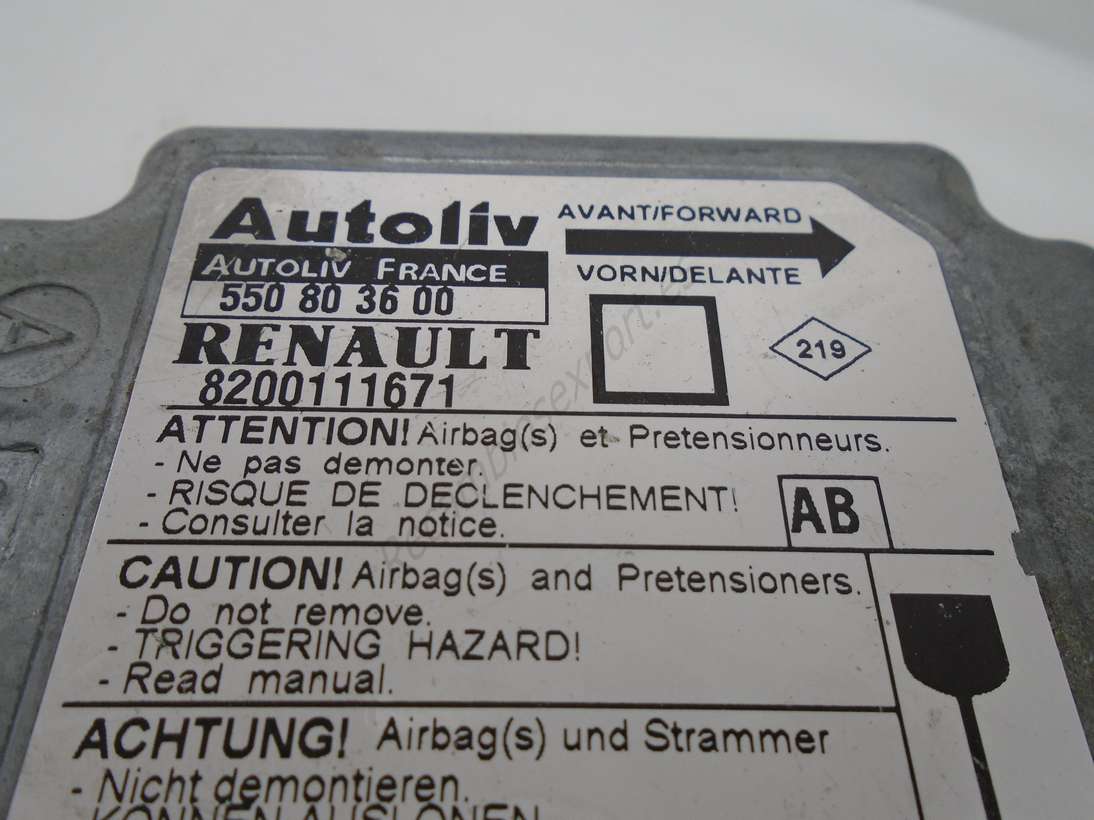 Autoliv
AUTOLIV FRANCE
550 80 36 00
RENAULT
8200111671
AVANT/FORWARD
VORN/DELANTE
219
ATTENTION! Airbag(s) et Pretensionneurs.
- Ne pas demonter.
- RISQUE DE DECLENCHEMENT!
- Consulter la notice.
AB
CAUTION! Airbag(s) and Pretensioners.
- Do not remove.
- TRIGGERING HAZARD!
- Read manual.
ACHTUNG! Airbag(s) und Strammer
- Nicht demontieren.
KÖNNEN AUSLÖNEN